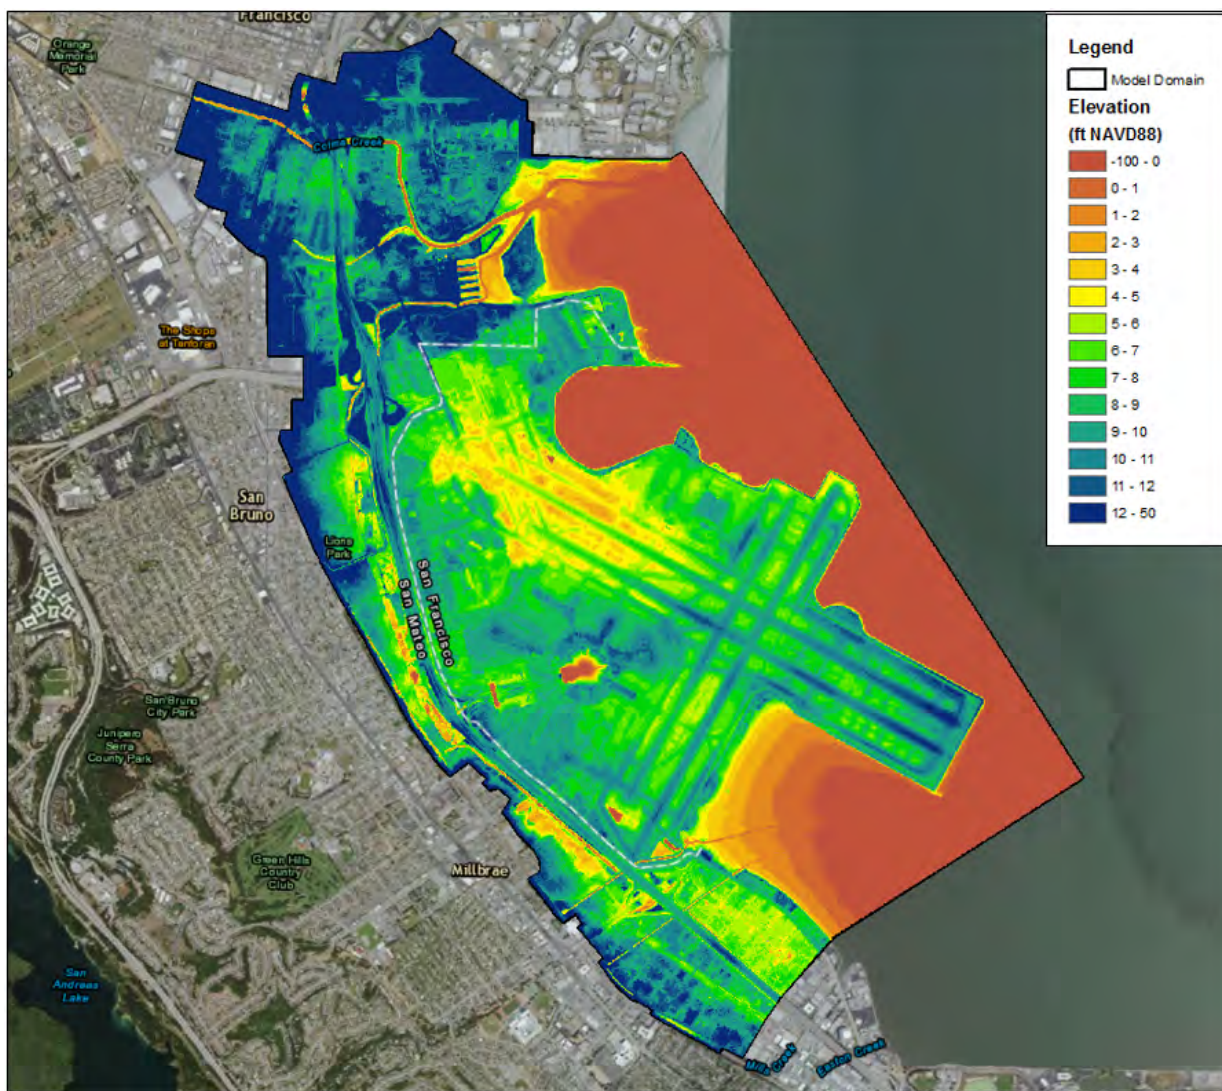 Francisco
Orange
Memorial
Park
Colma Creek
The Shops
at Tanforan
San
Bruno
Lions
Park
San Francisco
San Mateo
San Bruno
City Park
Junipero
Serra
County Park
Green Hills
Country
Club
Millbrae
San
Andreas
Lake
Mills Creek
Easton Creek
Legend
Model Domain
Elevation
(ft NAVD88)
-100 - 0
0 - 1
1 - 2
2 - 3
3 - 4
4 - 5
5 - 6
6 - 7
7 - 8
8 - 9
9 - 10
10 - 11
11 - 12
12 - 50